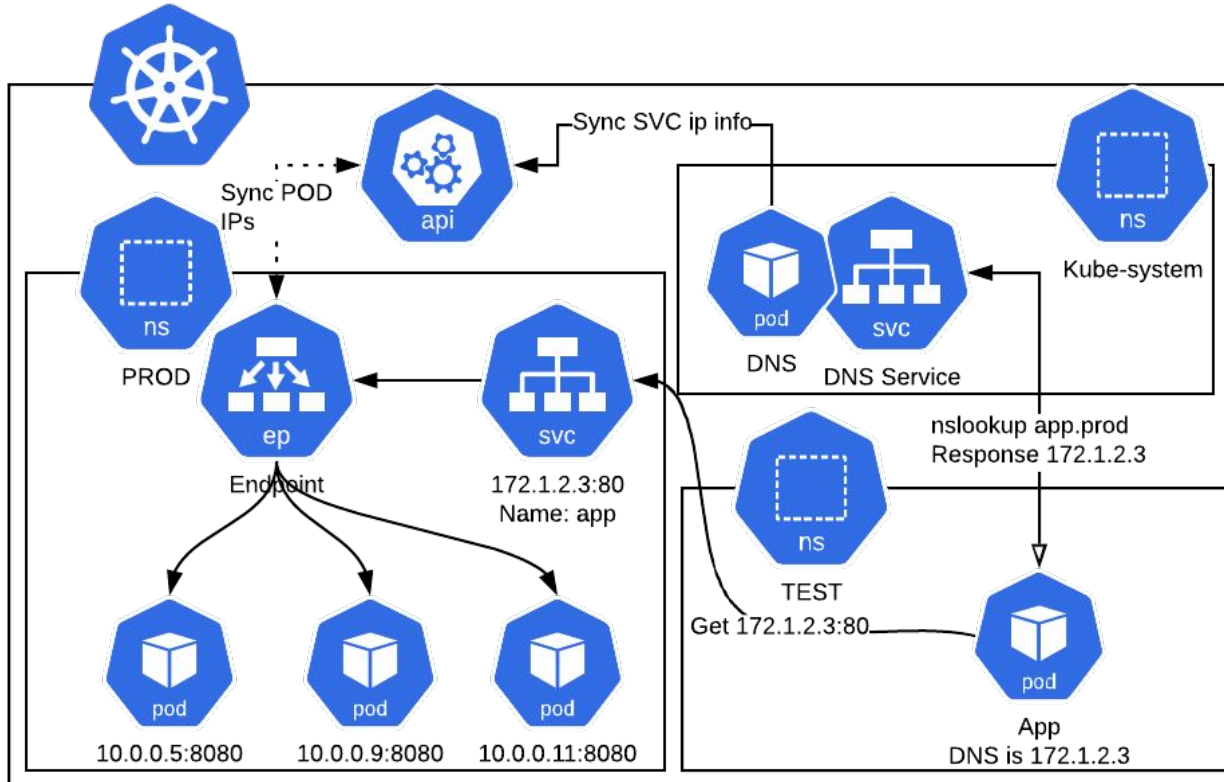 Sync SVC ip info
api
Sync POD
IPs
ns
Kube-system
ns
PROD
pod
DNS
svc
DNS Service
ep
Endpoint
svc
172.1.2.3:80
Name: app
nslookup app.prod
Response 172.1.2.3
ns
TEST
Get 172.1.2.3:80
pod
10.0.0.5:8080
pod
10.0.0.9:8080
pod
10.0.0.11:8080
pod
App
DNS is 172.1.2.3